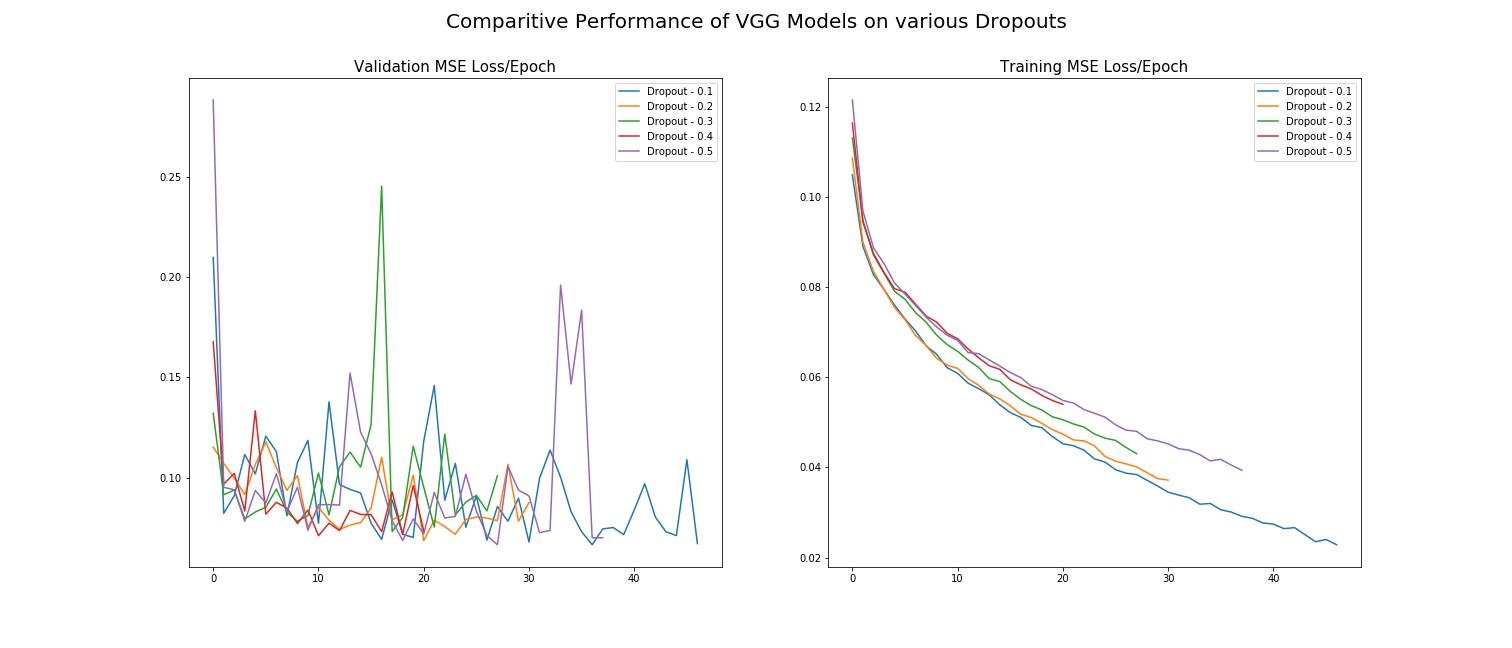 Comparitive Performance of VGG Models on various Dropouts
Validation MSE Loss/Epoch
Dropout - 0.1
Dropout - 0.2
Dropout - 0.3
Dropout - 0.4
Dropout - 0.5
0.25
0.20
0.15
0.10
0 10 20 30 40
Training MSE Loss/Epoch
Dropout - 0.1
Dropout - 0.2
Dropout - 0.3
Dropout - 0.4
Dropout - 0.5
0.12
0.10
0.08
0.06
0.04
0.02
0 10 20 30 40